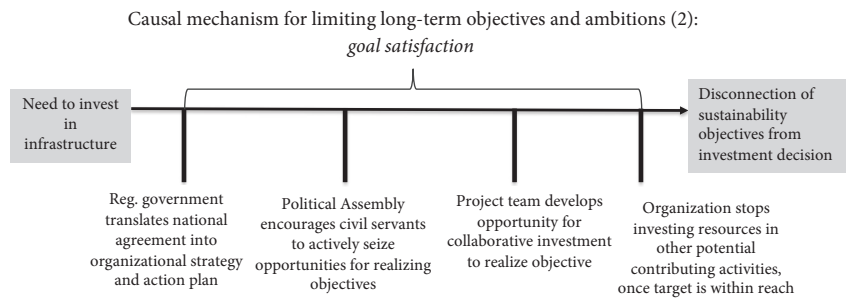 Causal mechanism for limiting long-term objectives and ambitions (2):
goal satisfaction
Need to invest
in
infrastructure
Disconnection of
sustainability
objectives from
investment decision
Reg. government
translates national
agreement into
organizational strategy
and action plan
Political Assembly
encourages civil servants
to actively seize
opportunities for realizing
objectives
Project team develops
opportunity for
collaborative investment
to realize objective
Organization stops
investing resources in
other potential
contributing activities,
once target is within reach